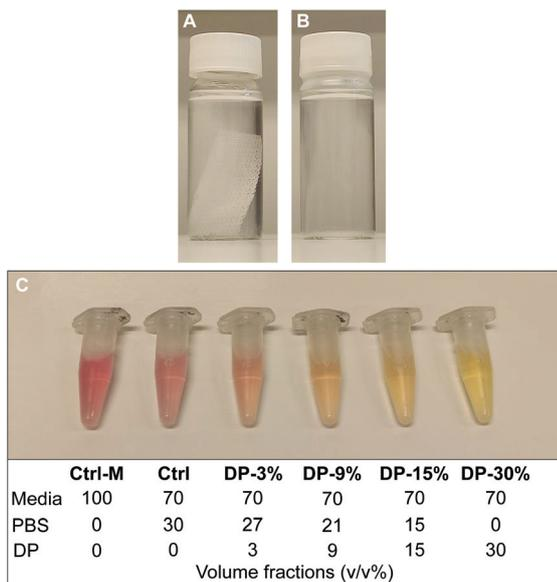 A
B
C
Ctrl-M Ctrl DP-3% DP-9% DP-15% DP-30%
Media 100 70 70 70 70 70
PBS 0 30 27 21 15 0
DP 0 0 3 9 15 30
Volume fractions (v/v%)